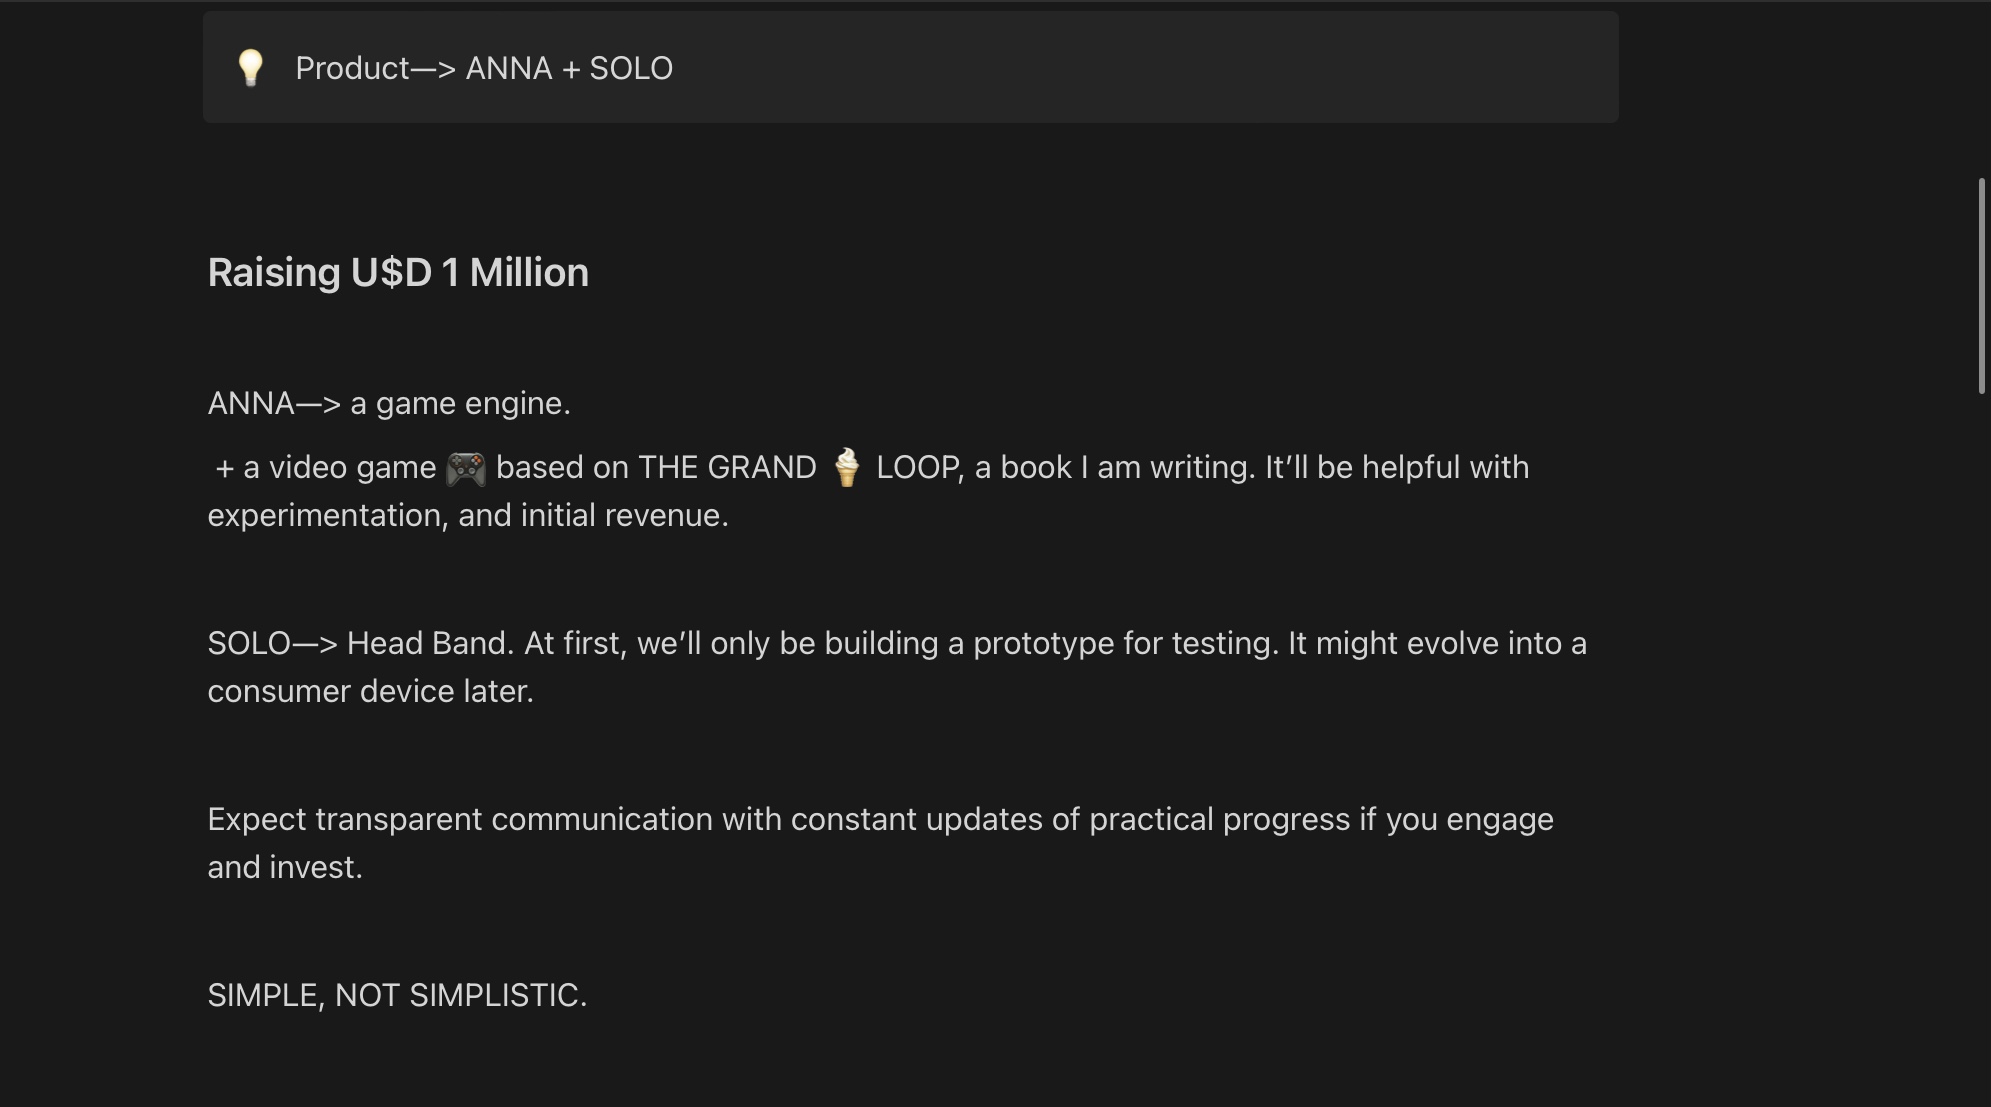 💡 Product—> ANNA + SOLO
Raising U$D 1 Million
ANNA—> a game engine.
+ a video game 🎮 based on THE GRAND 🍦 LOOP, a book I am writing. It’ll be helpful with
experimentation, and initial revenue.
SOLO—> Head Band. At first, we’ll only be building a prototype for testing. It might evolve into a
consumer device later.
Expect transparent communication with constant updates of practical progress if you engage
and invest.
SIMPLE, NOT SIMPLISTIC.